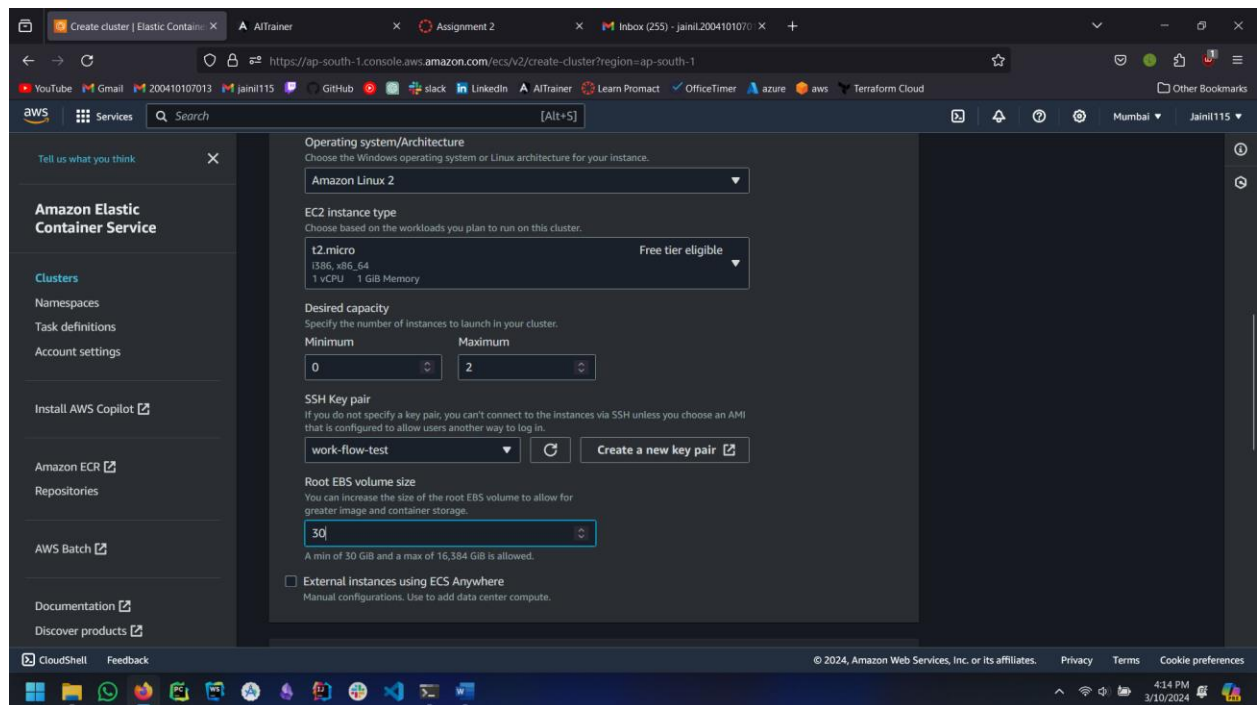 Create cluster | Elastic Containe
AITrainer
Assignment 2
Inbox (255) - jainil.2004101070
https://ap-south-1.console.aws.amazon.com/ecs/v2/create-cluster?region=ap-south-1
YouTube Gmail 200410107013 jainil115 GitHub slack LinkedIn AITrainer Learn Promact OfficeTimer azure aws Terraform Cloud Other Bookmarks
aws Services Search [Alt+S] Mumbai Jainil115
Tell us what you think
Amazon Elastic
Container Service
Clusters
Namespaces
Task definitions
Account settings
Install AWS Copilot
Amazon ECR
Repositories
AWS Batch
Documentation
Discover products
Operating system/Architecture
Choose the Windows operating system or Linux architecture for your instance.
Amazon Linux 2
EC2 instance type
Choose based on the workloads you plan to run on this cluster.
t2.micro Free tier eligible
i386, x86_64
1 vCPU 1 GiB Memory
Desired capacity
Specify the number of instances to launch in your cluster.
Minimum Maximum
0 2
SSH Key pair
If you do not specify a key pair, you can't connect to the instances via SSH unless you choose an AMI
that is configured to allow users another way to log in.
work-flow-test Create a new key pair
Root EBS volume size
You can increase the size of the root EBS volume to allow for
greater image and container storage.
30
A min of 30 GiB and a max of 16,384 GiB is allowed.
External instances using ECS Anywhere
Manual configurations. Use to add data center compute.
CloudShell Feedback © 2024, Amazon Web Services, Inc. or its affiliates. Privacy Terms Cookie preferences
4:14 PM
3/10/2024